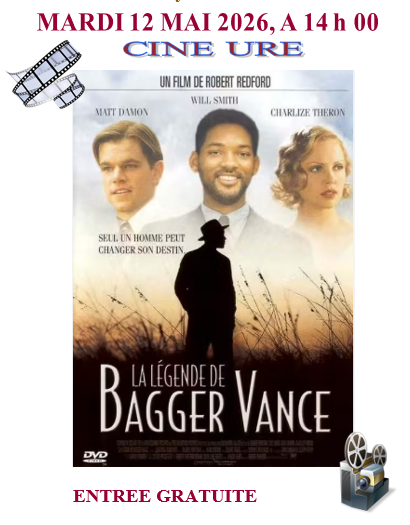 MARDI 12 MAI 2026, A 14 h 00
CINE URE
UN FILM DE ROBERT REDFORD
WILL SMITH
MATT DAMON
CHARLIZE THERON
SEUL UN HOMME PEUT
CHANGER SON DESTIN
LA LÉGENDE DE
BAGGER VANCE
DVD
VIDEO
ENTREE GRATUITE